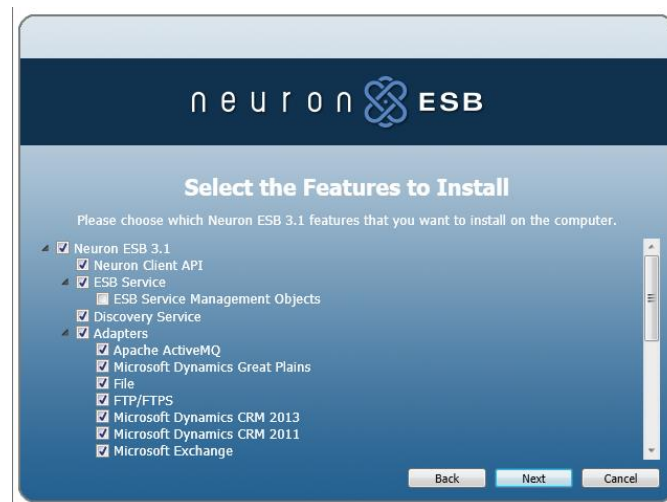 neuron ESB
Select the Features to Install
Please choose which Neuron ESB 3.1 features that you want to install on the computer.
Neuron ESB 3.1
Neuron Client API
ESB Service
ESB Service Management Objects
Discovery Service
Adapters
Apache ActiveMQ
Microsoft Dynamics Great Plains
File
FTP/FTPS
Microsoft Dynamics CRM 2013
Microsoft Dynamics CRM 2011
Microsoft Exchange
Back Next Cancel